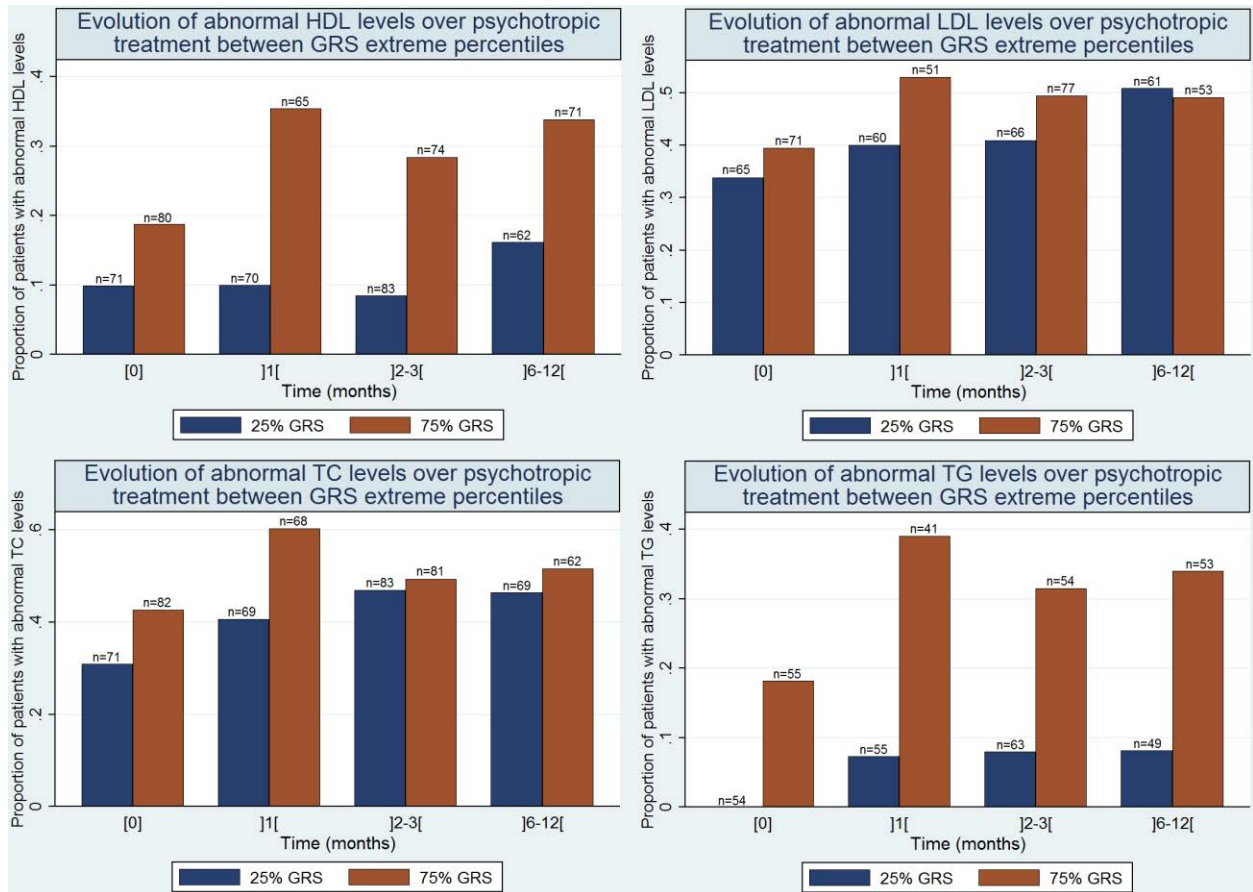 Evolution of abnormal HDL levels over psychotropic
treatment between GRS extreme percentiles
Proportion of patients with abnormal HDL levels
.4
.3
.2
.1
0
n=71
n=80
n=70
n=65
n=83
n=74
n=62
n=71
[0]
]1[
]2-3[
]6-12[
Time (months)
25% GRS
75% GRS
Evolution of abnormal LDL levels over psychotropic
treatment between GRS extreme percentiles
Proportion of patients with abnormal LDL levels
.5
.4
.3
.2
.1
0
n=65
n=71
n=60
n=51
n=66
n=77
n=61
n=53
[0]
]1[
]2-3[
]6-12[
Time (months)
25% GRS
75% GRS
Evolution of abnormal TC levels over psychotropic
treatment between GRS extreme percentiles
Proportion of patients with abnormal TC levels
.6
.4
.2
0
n=71
n=82
n=69
n=68
n=83
n=81
n=69
n=62
[0]
]1[
]2-3[
]6-12[
Time (months)
25% GRS
75% GRS
Evolution of abnormal TG levels over psychotropic
treatment between GRS extreme percentiles
Proportion of patients with abnormal TG levels
.4
.3
.2
.1
0
n=54
n=55
n=55
n=41
n=63
n=54
n=49
n=53
[0]
]1[
]2-3[
]6-12[
Time (months)
25% GRS
75% GRS